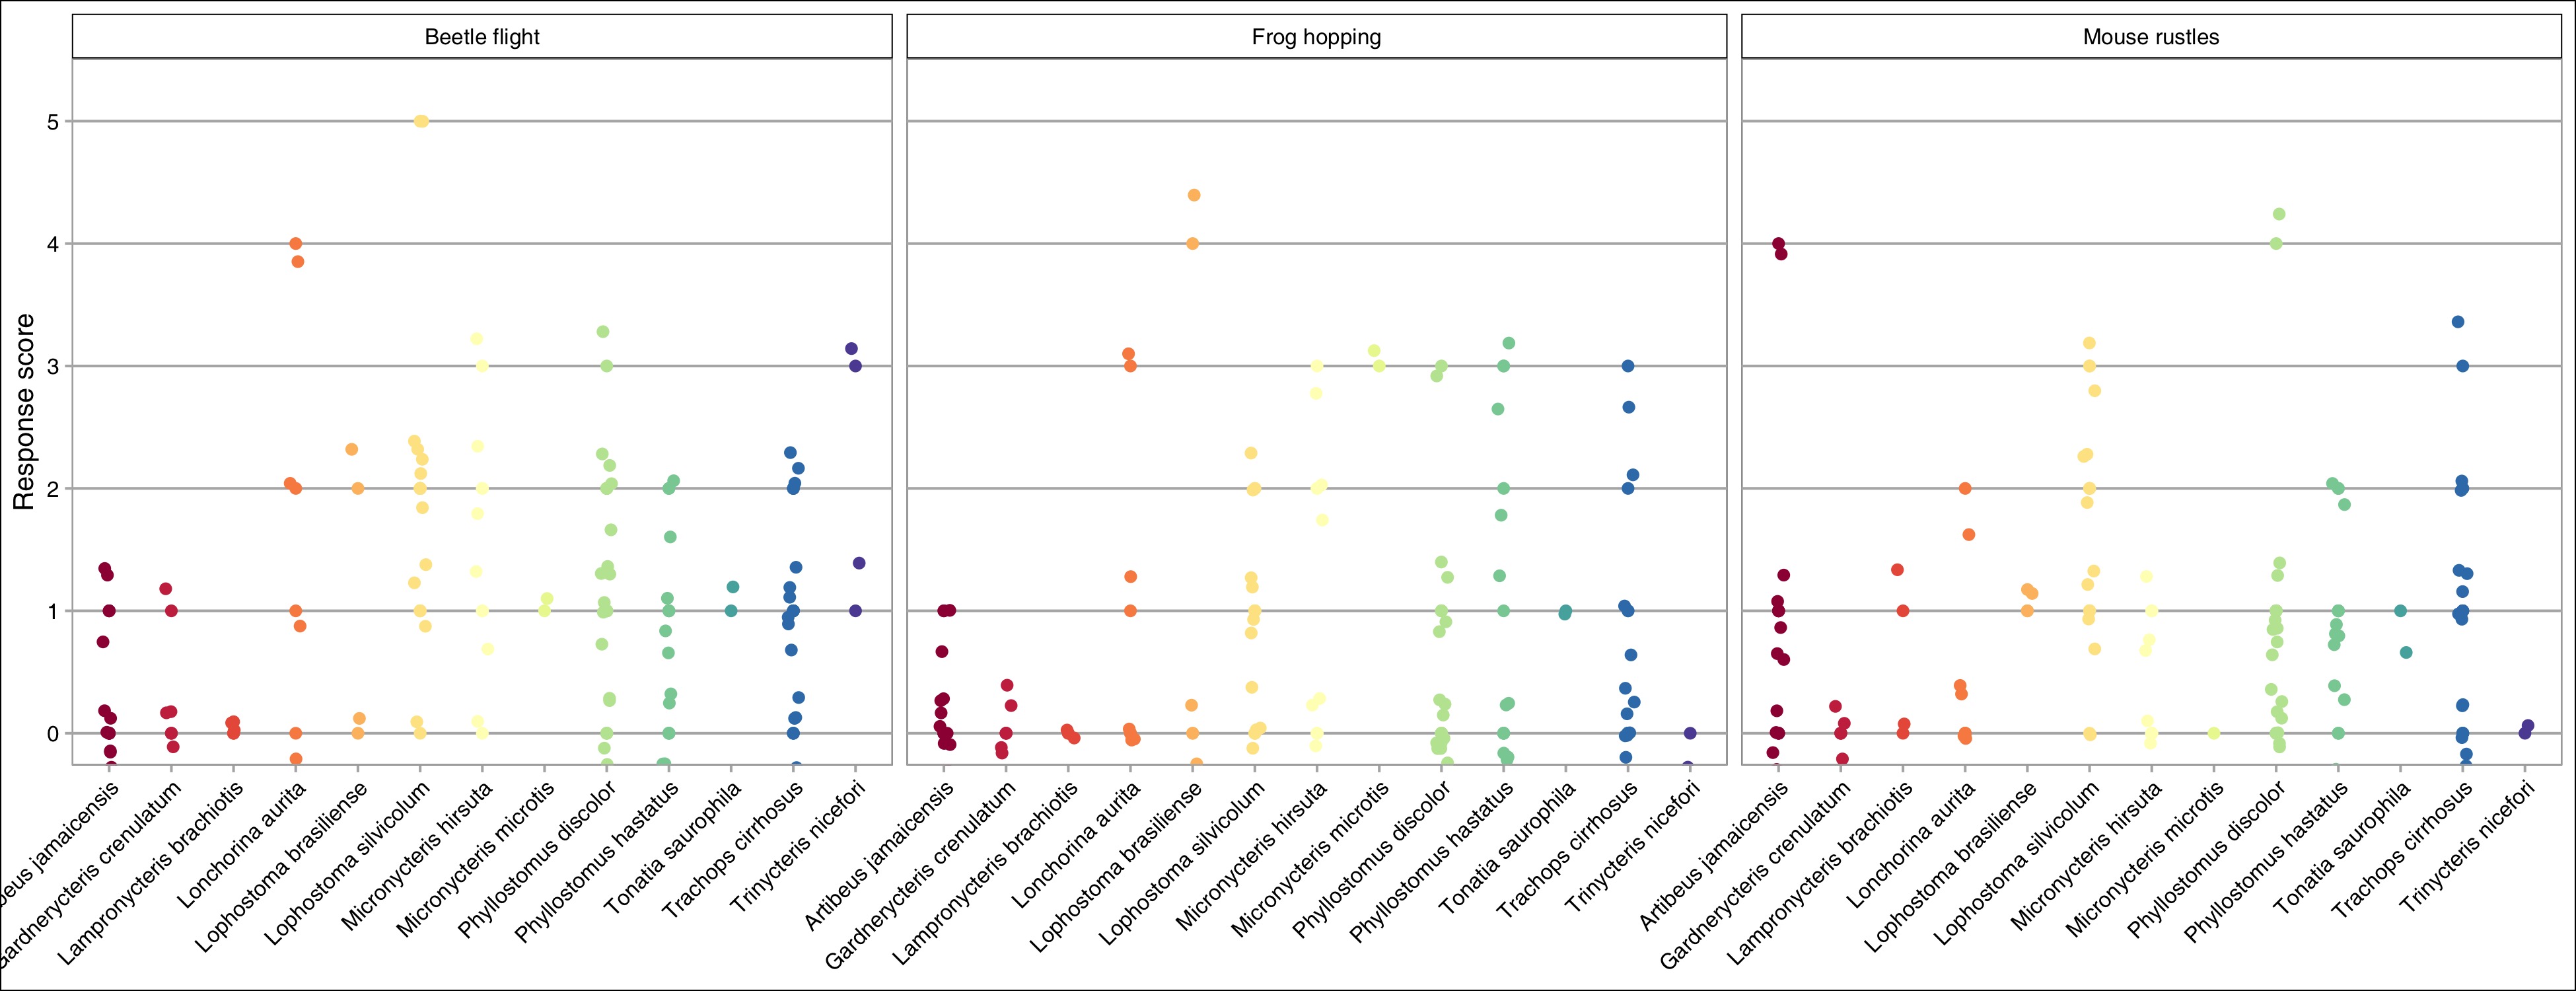 Beetle flight
Frog hopping
Mouse rustles
Response score
5
4
3
2
1
0
beus jamaicensis
Gardnerycteris crenulatum
Lampronycteris brachiotis
Lonchorina aurita
Lophostoma brasiliense
Lophostoma silvicolum
Micronycteris hirsuta
Micronycteris microtis
Phyllostomus discolor
Phyllostomus hastatus
Tonatia saurophila
Trachops cirrhosus
Trinycteris nicefori
Artibeus jamaicensis
Gardnerycteris crenulatum
Lampronycteris brachiotis
Lonchorina aurita
Lophostoma brasiliense
Lophostoma silvicolum
Micronycteris hirsuta
Micronycteris microtis
Phyllostomus discolor
Phyllostomus hastatus
Tonatia saurophila
Trachops cirrhosus
Trinycteris nicefori
Artibeus jamaicensis
Gardnerycteris crenulatum
Lampronycteris brachiotis
Lonchorina aurita
Lophostoma brasiliense
Lophostoma silvicolum
Micronycteris hirsuta
Micronycteris microtis
Phyllostomus discolor
Phyllostomus hastatus
Tonatia saurophila
Trachops cirrhosus
Trinycteris nicefori